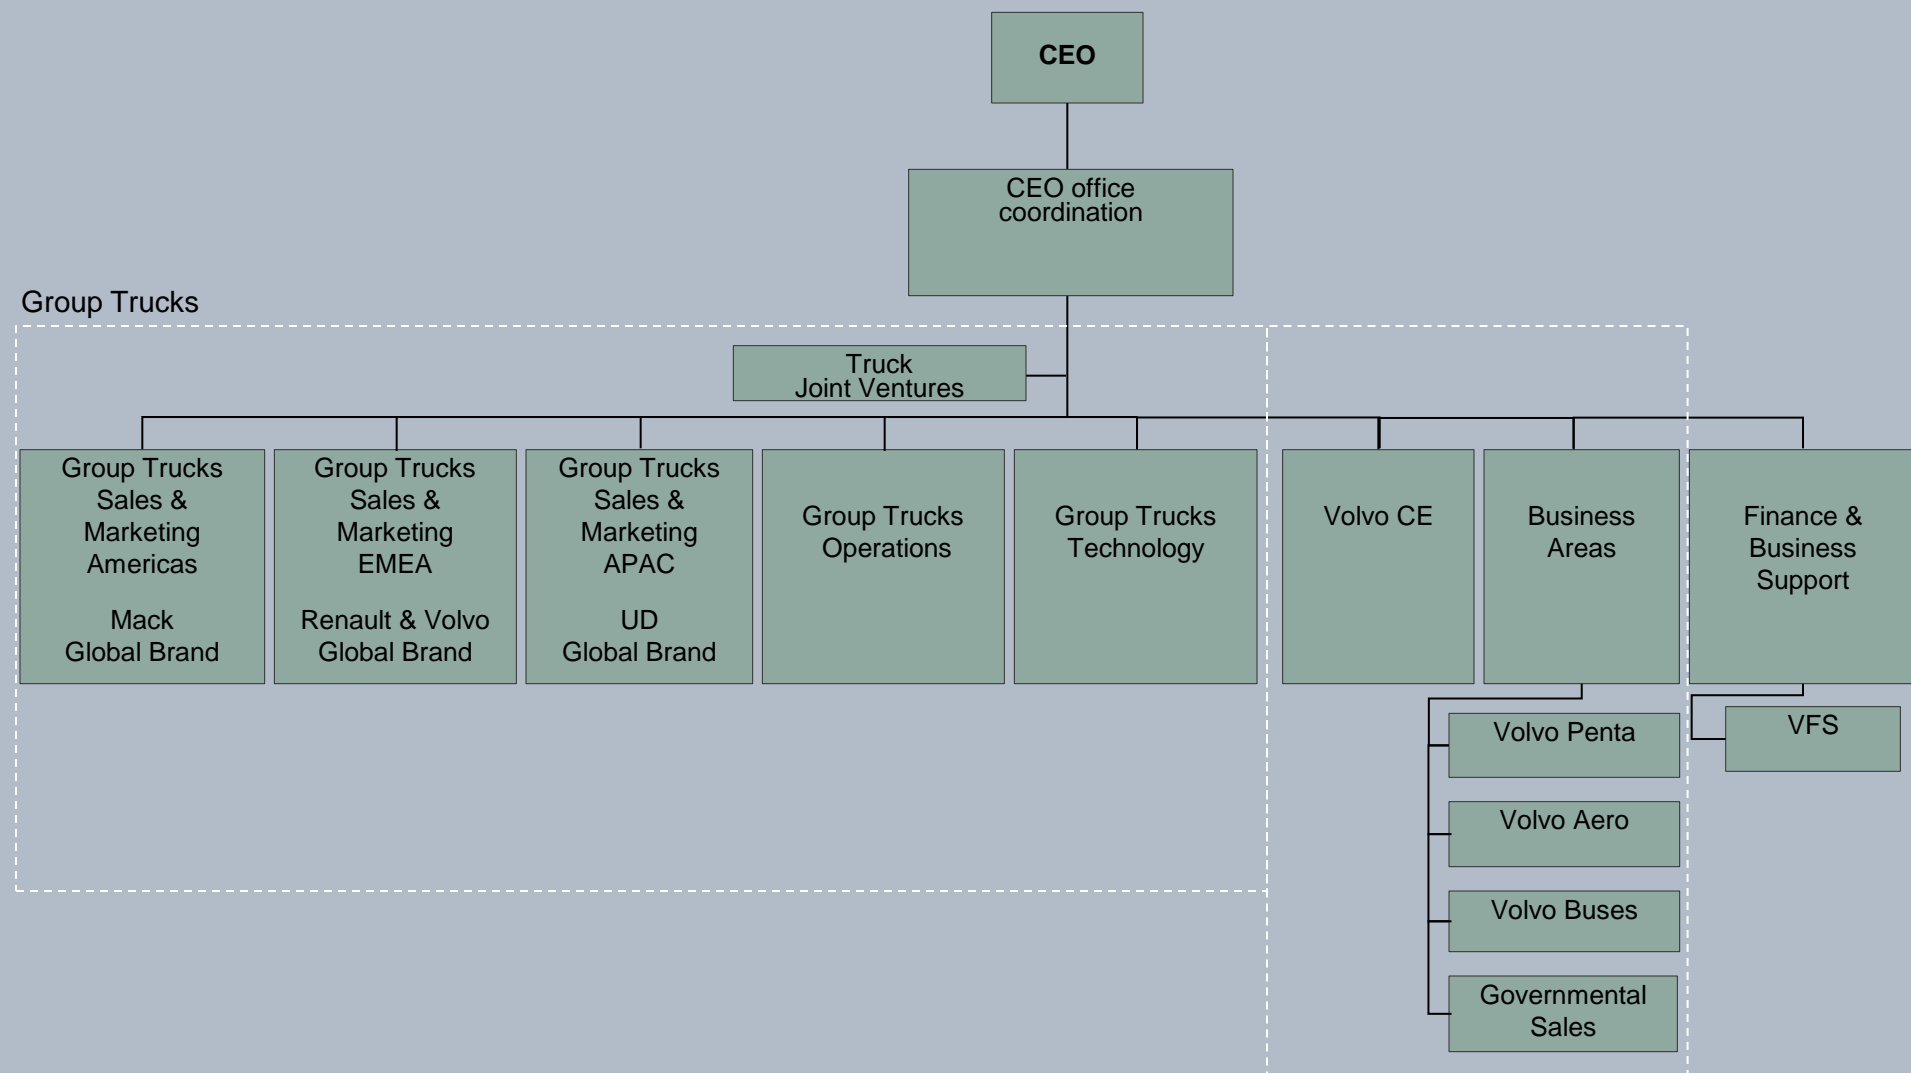 CEO
CEO office
coordination
Group Trucks
Truck
Joint Ventures
Group Trucks
Sales &
Marketing
Americas
Mack
Global Brand
Group Trucks
Sales &
Marketing
EMEA
Renault & Volvo
Global Brand
Group Trucks
Sales &
Marketing
APAC
UD
Global Brand
Group Trucks
Operations
Group Trucks
Technology
Volvo CE
Business
Areas
Finance &
Business
Support
Volvo Penta
VFS
Volvo Aero
Volvo Buses
Governmental
Sales